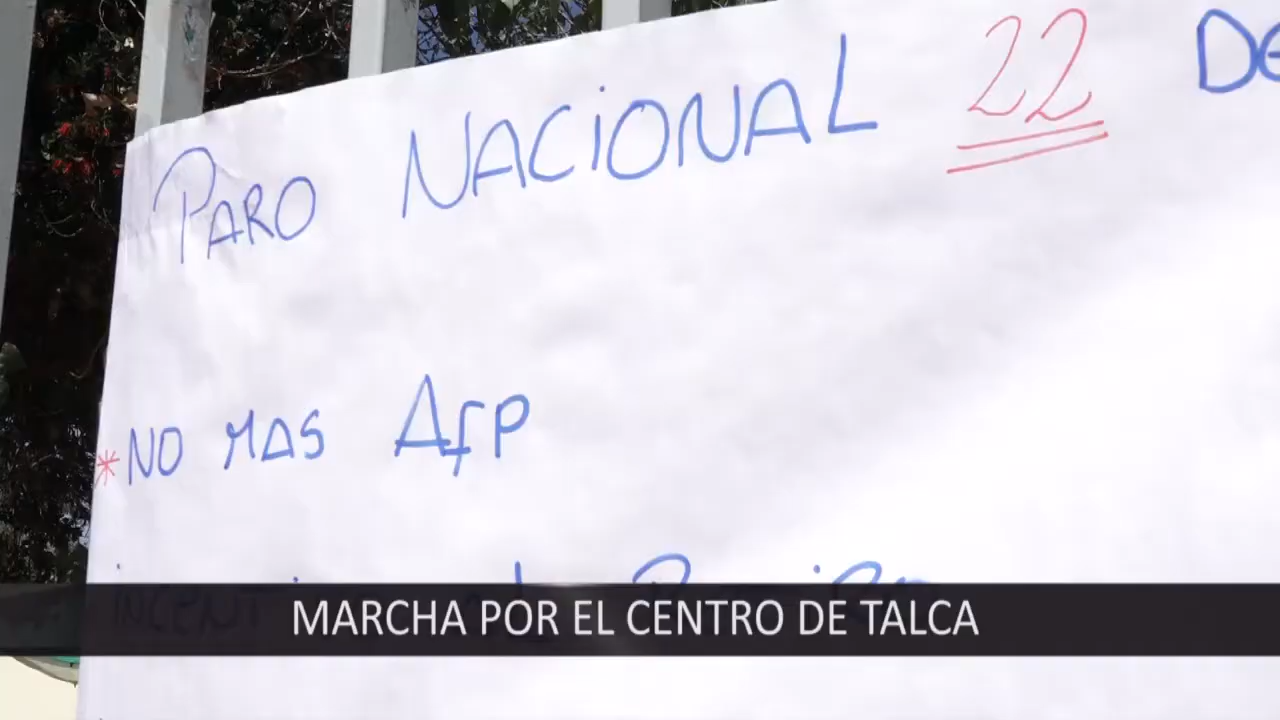 PARO NACIONAL 22 DE
* NO MAS AFP
MARCHA POR EL CENTRO DE TALCA